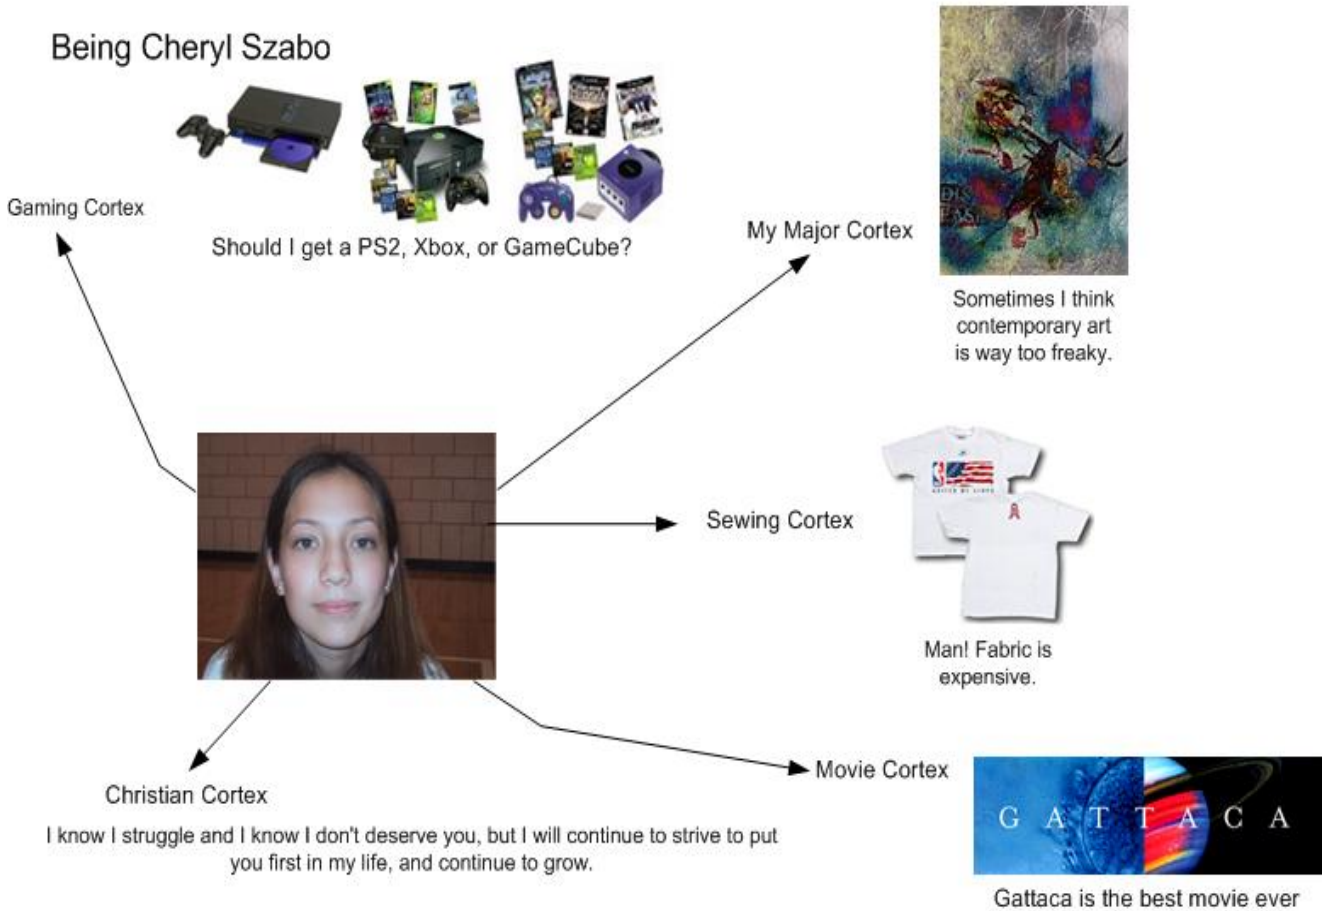 Being Cheryl Szabo
Gaming Cortex
Should I get a PS2, Xbox, or GameCube?
My Major Cortex
Sometimes I think
contemporary art
is way too freaky.
Sewing Cortex
Man! Fabric is
expensive.
Movie Cortex
GATTACA
Gattaca is the best movie ever
Christian Cortex
I know I struggle and I know I don't deserve you, but I will continue to strive to put
you first in my life, and continue to grow.